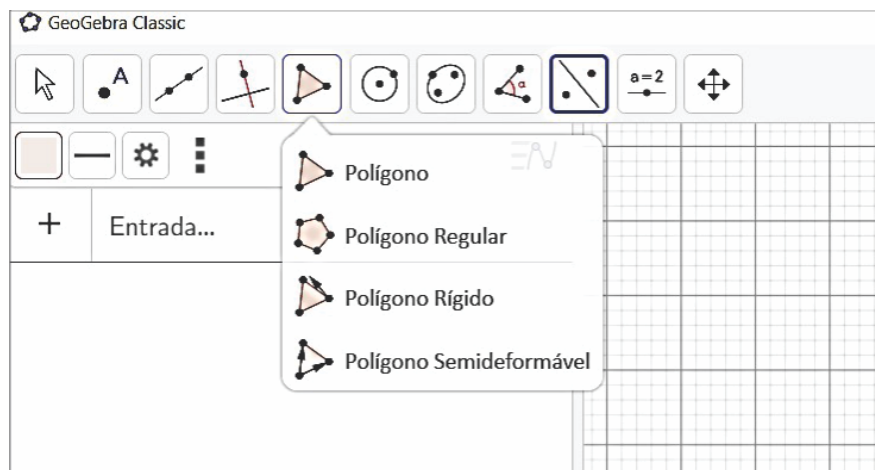 GeoGebra Classic
A
α
a = 2
Polígono
Polígono Regular
Polígono Rígido
Polígono Semideformável
+
Entrada...